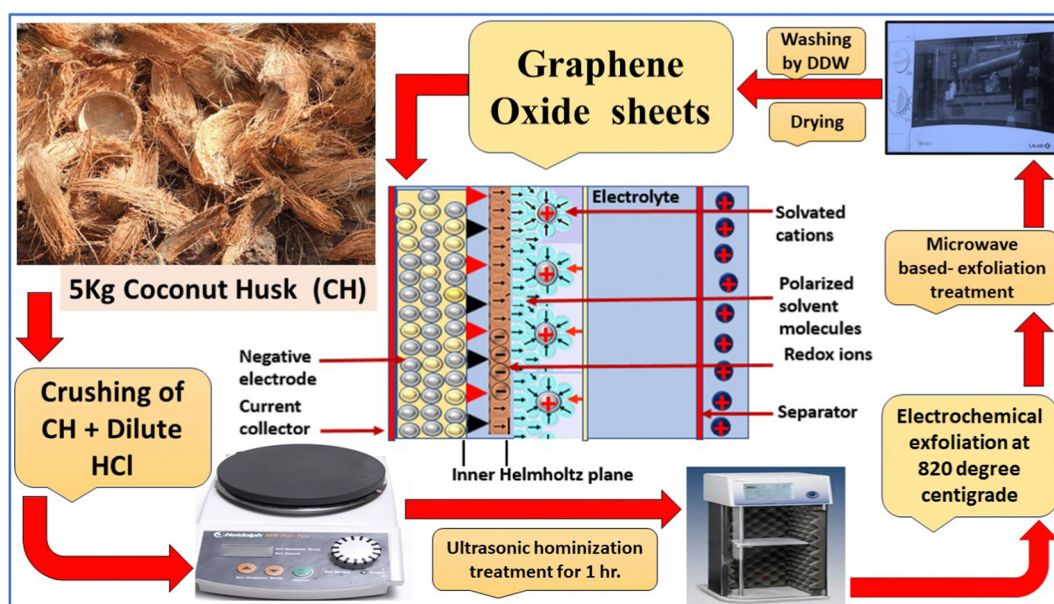 5Kg Coconut Husk (CH)
Crushing of
CH + Dilute
HCl
Heidolph
Ultrasonic hominization
treatment for 1 hr.
Electrochemical
exfoliation at
820 degree
centigrade
Microwave
based- exfoliation
treatment
Washing
by DDW
Drying
Graphene
Oxide sheets
Electrolyte
Solvated
cations
Polarized
solvent
molecules
Redox ions
Separator
Negative
electrode
Current
collector
Inner Helmholtz plane